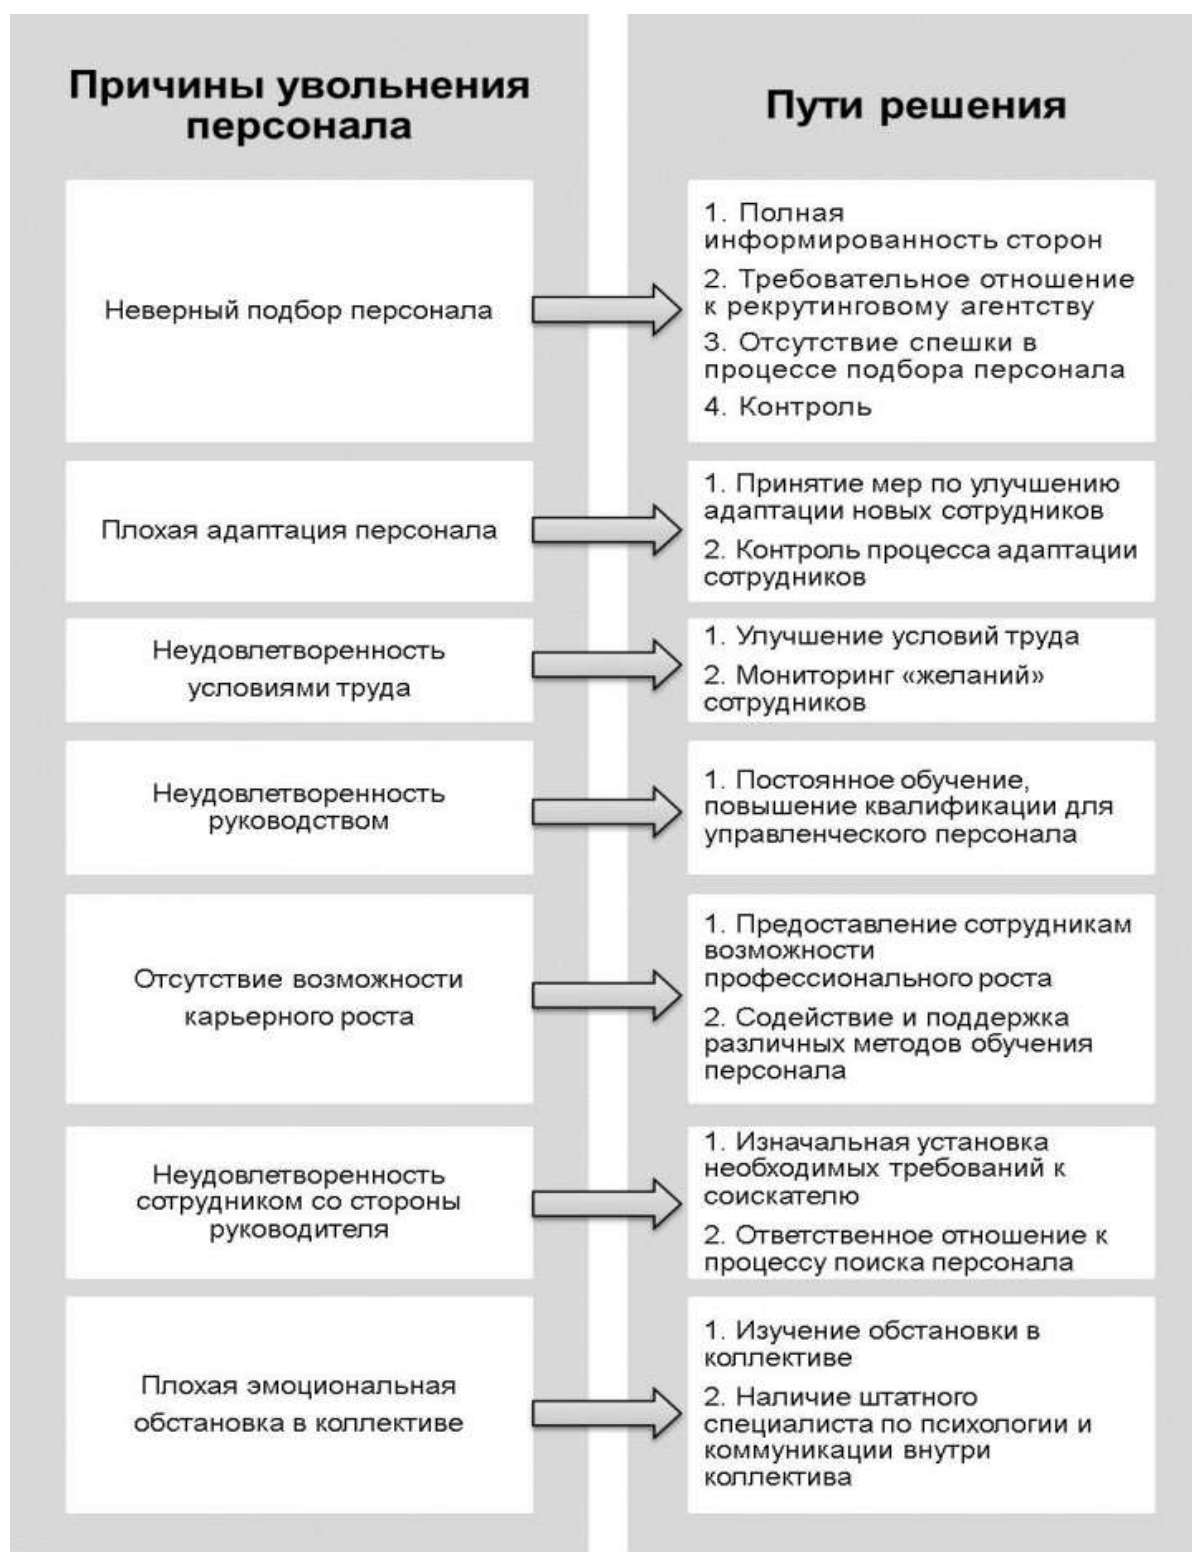 Причины увольнения
персонала
Пути решения
Неверный подбор персонала
1. Полная
информированность сторон
2. Требовательное отношение
к рекрутинговому агентству
3. Отсутствие спешки в
процессе подбора персонала
4. Контроль
Плохая адаптация персонала
1. Принятие мер по улучшению
адаптации новых сотрудников
2. Контроль процесса адаптации
сотрудников
Неудовлетворенность
условиями труда
1. Улучшение условий труда
2. Мониторинг «желаний»
сотрудников
Неудовлетворенность
руководством
1. Постоянное обучение,
повышение квалификации для
управленческого персонала
Отсутствие возможности
карьерного роста
1. Предоставление сотрудникам
возможности
профессионального роста
2. Содействие и поддержка
различных методов обучения
персонала
Неудовлетворенность
сотрудником со стороны
руководителя
1. Изначальная установка
необходимых требований к
соискателю
2. Ответственное отношение к
процессу поиска персонала
Плохая эмоциональная
обстановка в коллективе
1. Изучение обстановки в
коллективе
2. Наличие штатного
специалиста по психологии и
коммуникации внутри
коллектива